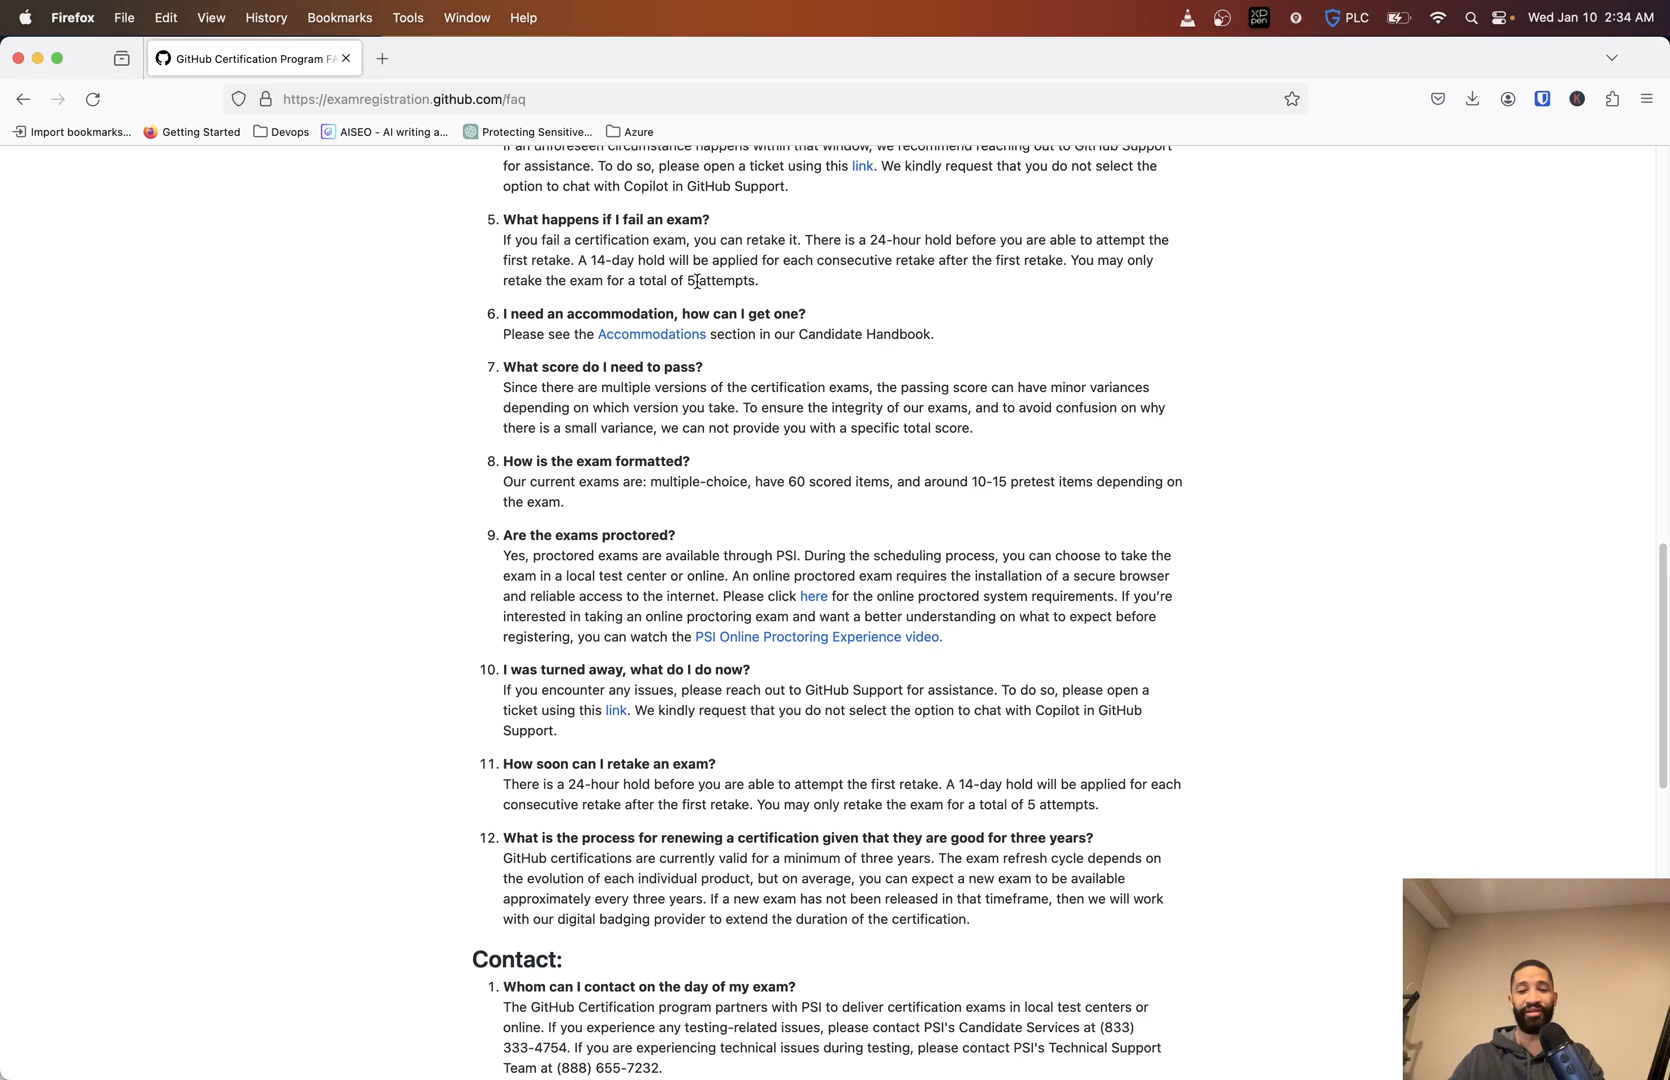 Firefox File Edit View History Bookmarks Tools Window Help PLC Wed Jan 10 2:34 AM
GitHub Certification Program FA
https://examregistration.github.com/faq
Import bookmarks... Getting Started Devops AISEO - AI writing a... Protecting Sensitive... Azure
If an unforeseen circumstance happens within that window, we recommend reaching out to GitHub Support
for assistance. To do so, please open a ticket using this link. We kindly request that you do not select the
option to chat with Copilot in GitHub Support.
5. What happens if I fail an exam?
If you fail a certification exam, you can retake it. There is a 24-hour hold before you are able to attempt the
first retake. A 14-day hold will be applied for each consecutive retake after the first retake. You may only
retake the exam for a total of 5 attempts.
6. I need an accommodation, how can I get one?
Please see the Accommodations section in our Candidate Handbook.
7. What score do I need to pass?
Since there are multiple versions of the certification exams, the passing score can have minor variances
depending on which version you take. To ensure the integrity of our exams, and to avoid confusion on why
there is a small variance, we can not provide you with a specific total score.
8. How is the exam formatted?
Our current exams are: multiple-choice, have 60 scored items, and around 10-15 pretest items depending on
the exam.
9. Are the exams proctored?
Yes, proctored exams are available through PSI. During the scheduling process, you can choose to take the
exam in a local test center or online. An online proctored exam requires the installation of a secure browser
and reliable access to the internet. Please click here for the online proctored system requirements. If you're
interested in taking an online proctoring exam and want a better understanding on what to expect before
registering, you can watch the PSI Online Proctoring Experience video.
10. I was turned away, what do I do now?
If you encounter any issues, please reach out to GitHub Support for assistance. To do so, please open a
ticket using this link. We kindly request that you do not select the option to chat with Copilot in GitHub
Support.
11. How soon can I retake an exam?
There is a 24-hour hold before you are able to attempt the first retake. A 14-day hold will be applied for each
consecutive retake after the first retake. You may only retake the exam for a total of 5 attempts.
12. What is the process for renewing a certification given that they are good for three years?
GitHub certifications are currently valid for a minimum of three years. The exam refresh cycle depends on
the evolution of each individual product, but on average, you can expect a new exam to be available
approximately every three years. If a new exam has not been released in that timeframe, then we will work
with our digital badging provider to extend the duration of the certification.
Contact:
1. Whom can I contact on the day of my exam?
The GitHub Certification program partners with PSI to deliver certification exams in local test centers or
online. If you experience any testing-related issues, please contact PSI's Candidate Services at (833)
333-4754. If you are experiencing technical issues during testing, please contact PSI's Technical Support
Team at (888) 655-7232.